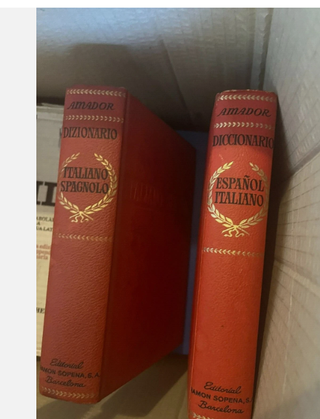 AMADOR
DIZIONARIO
ITALIANO
SPAGNOLO
Editorial
RAMON SOPENA, S.A.
Barcelona
AMADOR
DICCIONARIO
ESPAÑOL
ITALIANO
Editorial
RAMON SOPENA, S.A.
Barcelona